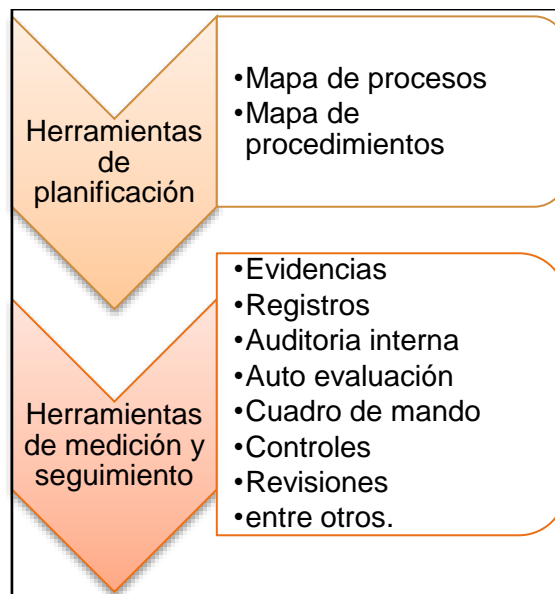 Herramientas
de
planificación
•Mapa de procesos
•Mapa de
procedimientos
Herramientas
de medición y
seguimiento
•Evidencias
•Registros
•Auditoria interna
•Auto evaluación
•Cuadro de mando
•Controles
•Revisiones
•entre otros.